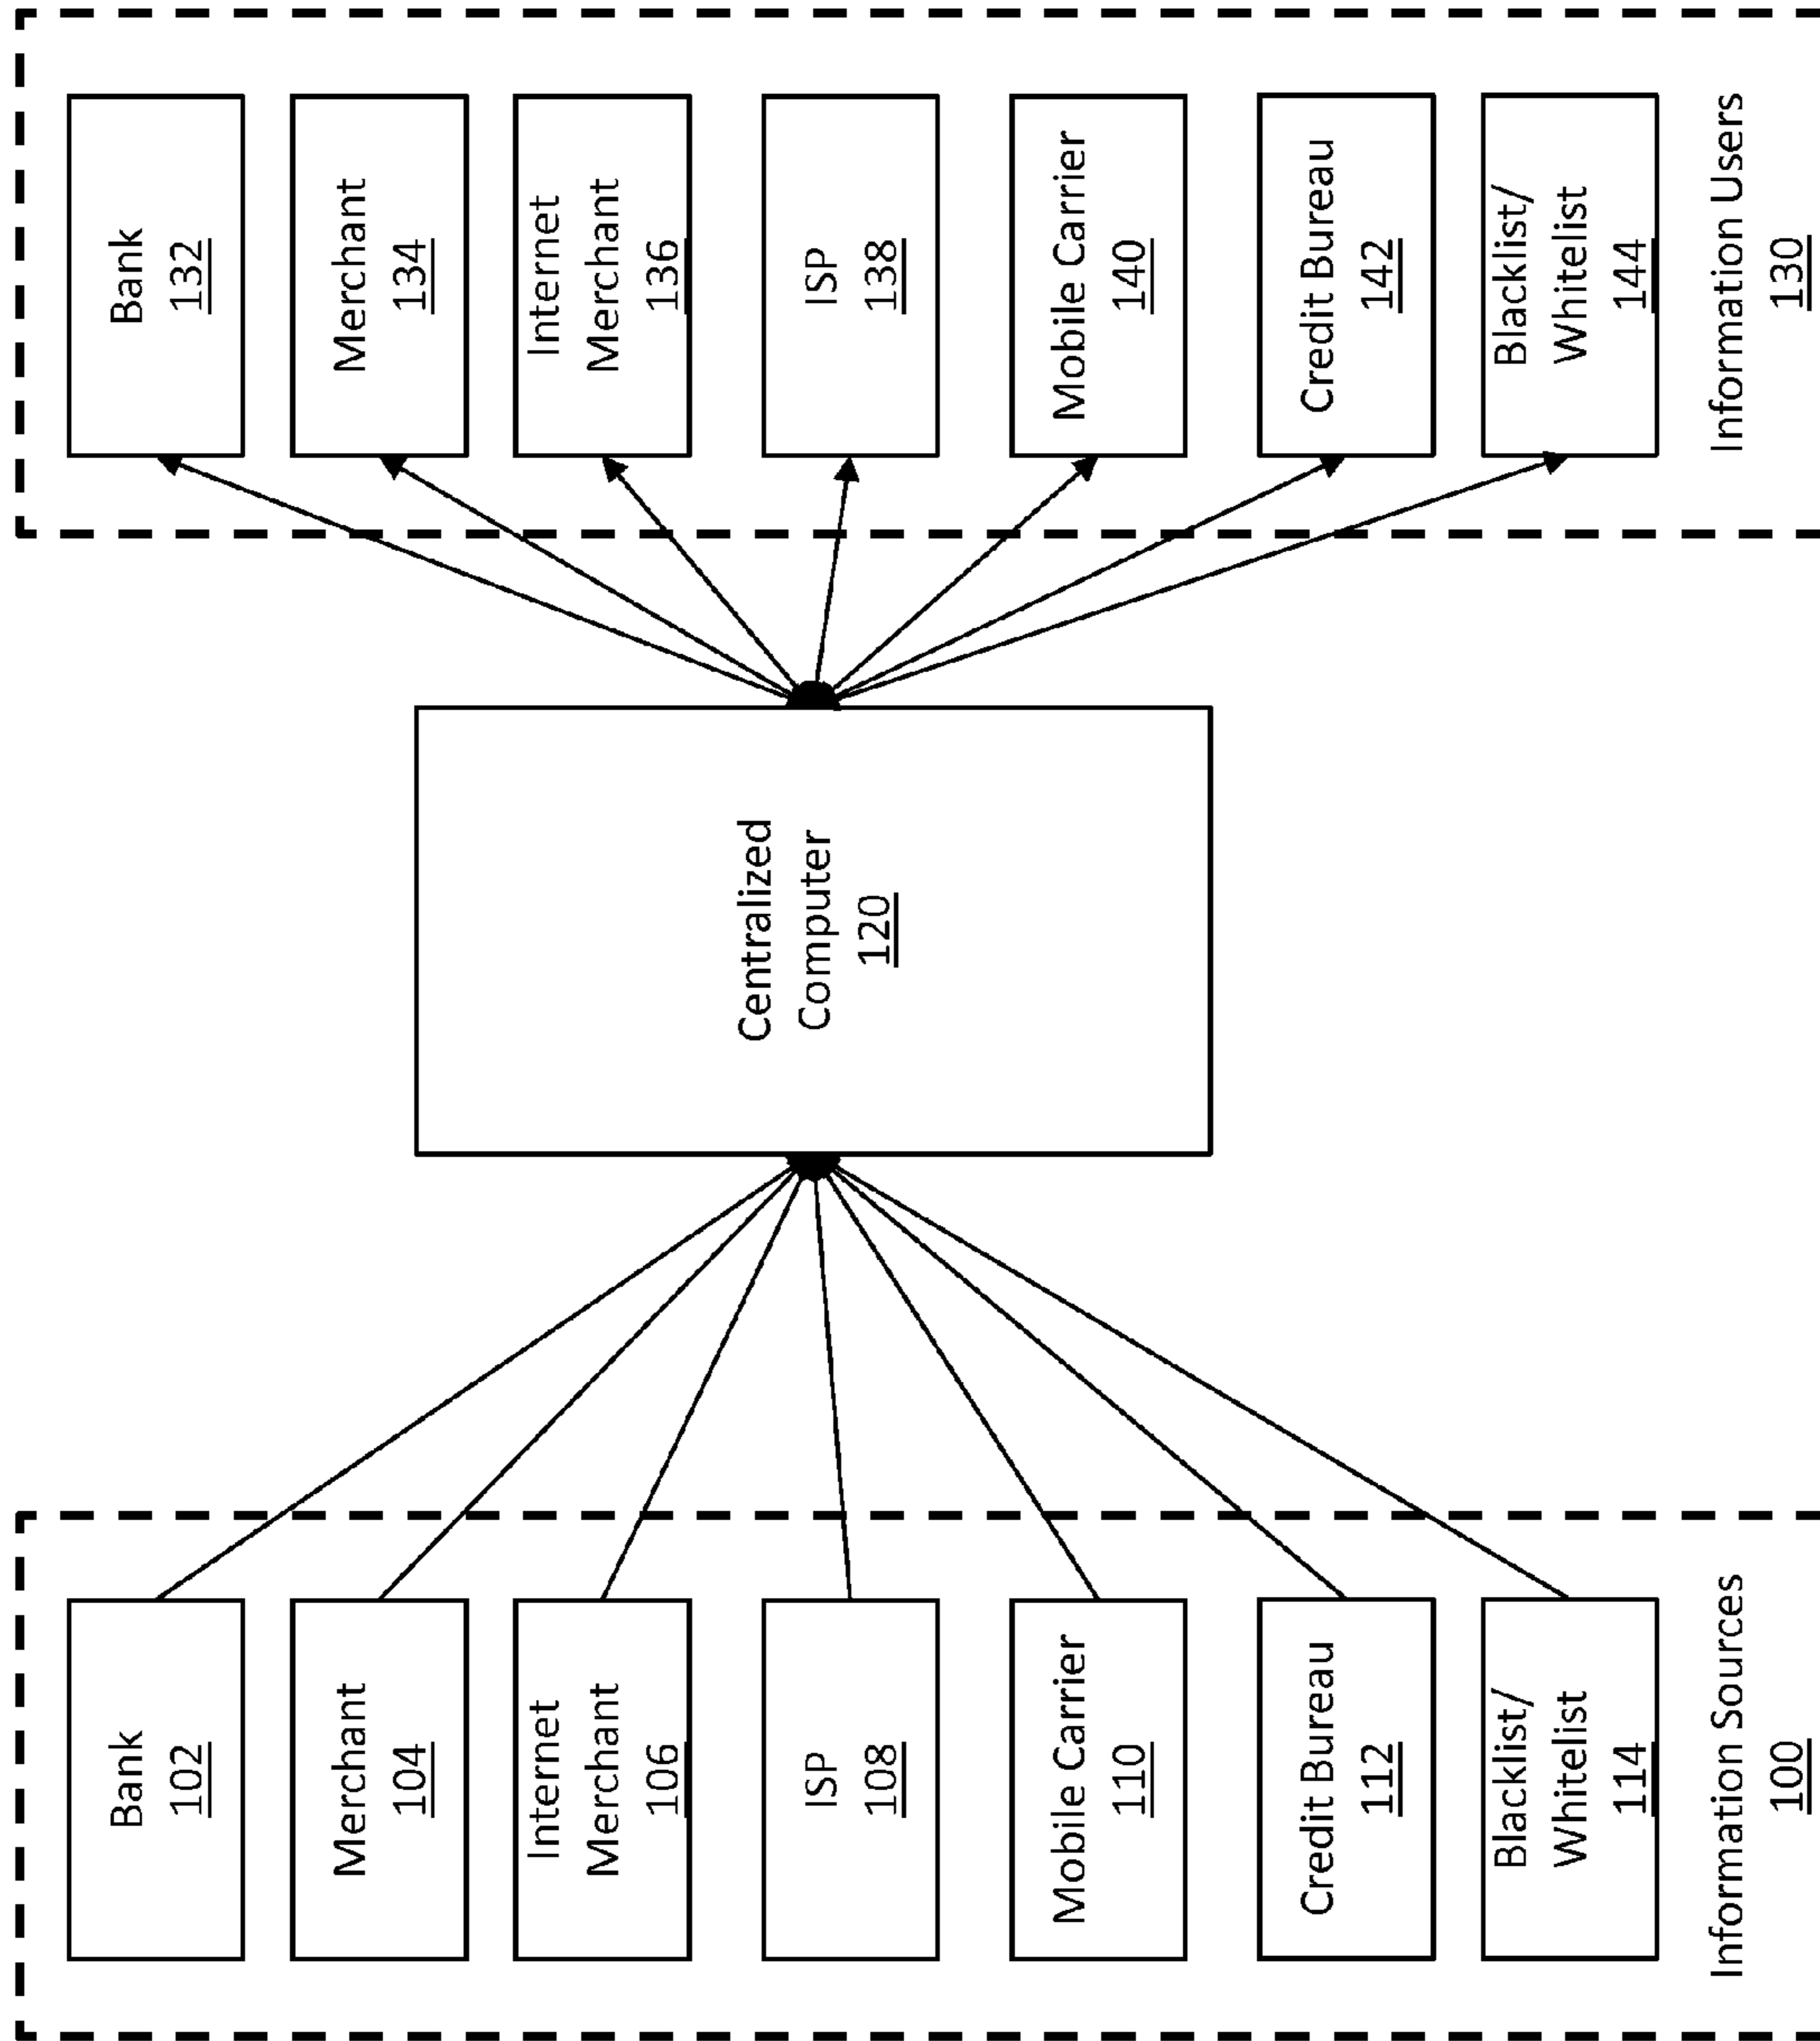 Bank
102
Merchant
104
Internet
Merchant
106
ISP
108
Mobile Carrier
110
Credit Bureau
112
Blacklist/
Whitelist
114
Information Sources
100
Centralized
Computer
120
Bank
132
Merchant
134
Internet
Merchant
136
ISP
138
Mobile Carrier
140
Credit Bureau
142
Blacklist/
Whitelist
144
Information Users
130